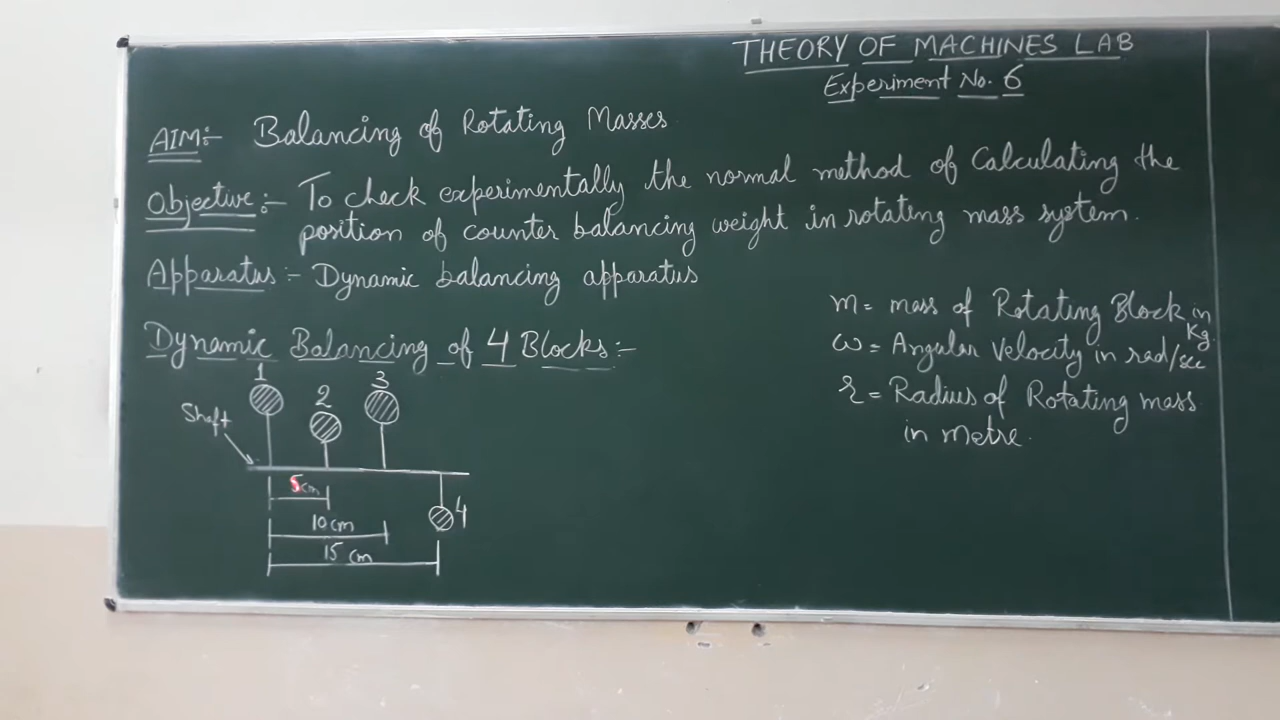 THEORY OF MACHINES LAB
Experiment No. 6
AIM:- Balancing of Rotating Masses
Objective:- To check experimentally the normal method of calculating the
position of counter balancing weight in rotating mass system.
Apparatus:- Dynamic balancing apparatus
m = mass of Rotating Block in
Kg.
ω = Angular Velocity in rad/sec
r = Radius of Rotating mass
in metre.
Dynamic Balancing of 4 Blocks:-
1
2
3
Shaft
5cm
4
10cm
15 cm